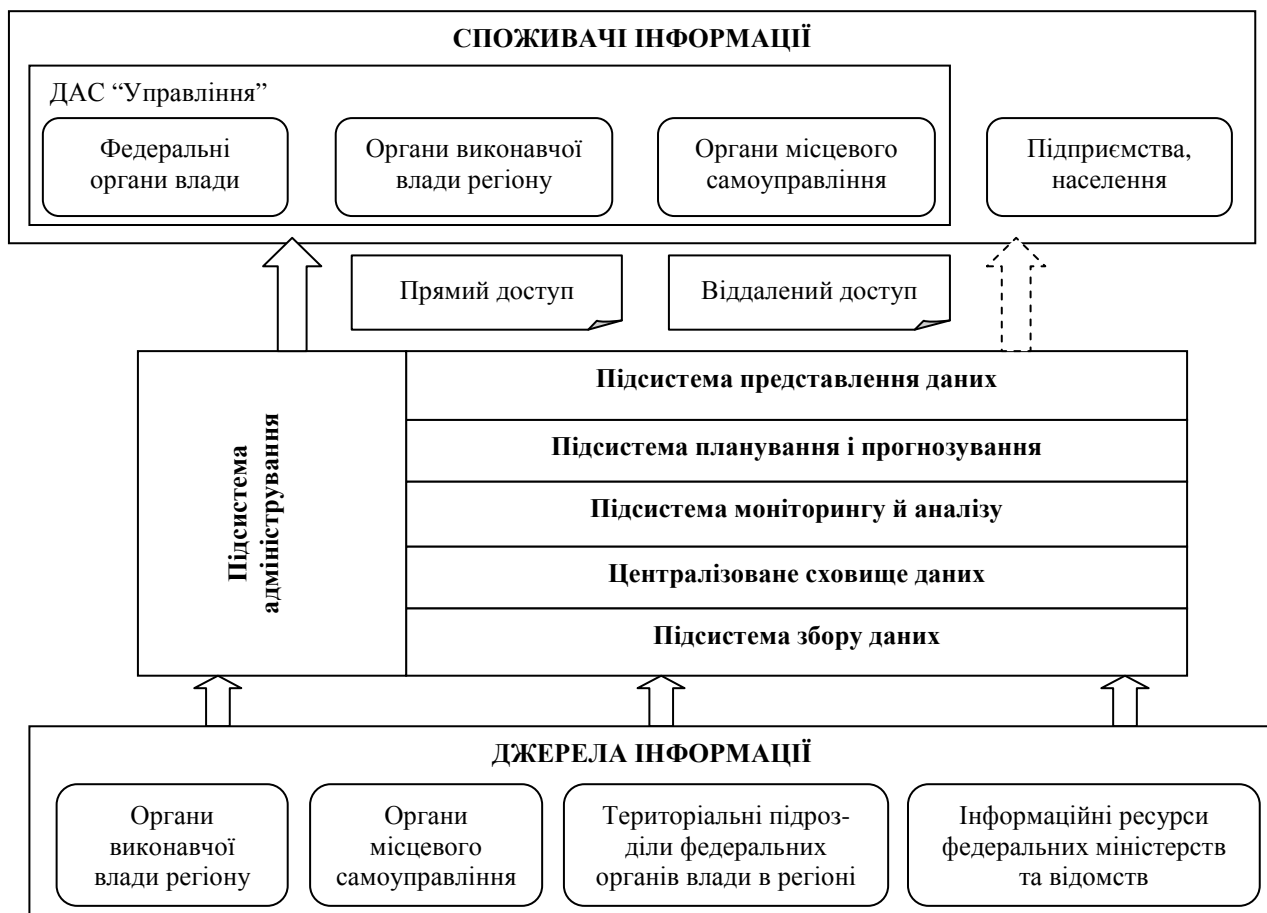 СПОЖИВАЧІ ІНФОРМАЦІЇ
ДАС “Управління”
Федеральні
органи влади
Органи виконавчої
влади регіону
Органи місцевого
самоуправління
Підприємства,
населення
Прямий доступ
Віддалений доступ
Підсистема
адміністрування
Підсистема представлення даних
Підсистема планування і прогнозування
Підсистема моніторингу й аналізу
Централізоване сховище даних
Підсистема збору даних
ДЖЕРЕЛА ІНФОРМАЦІЇ
Органи
виконавчої
влади регіону
Органи
місцевого
самоуправління
Територіальні підроз-
діли федеральних
органів влади в регіоні
Інформаційні ресурси
федеральних міністерств
та відомств